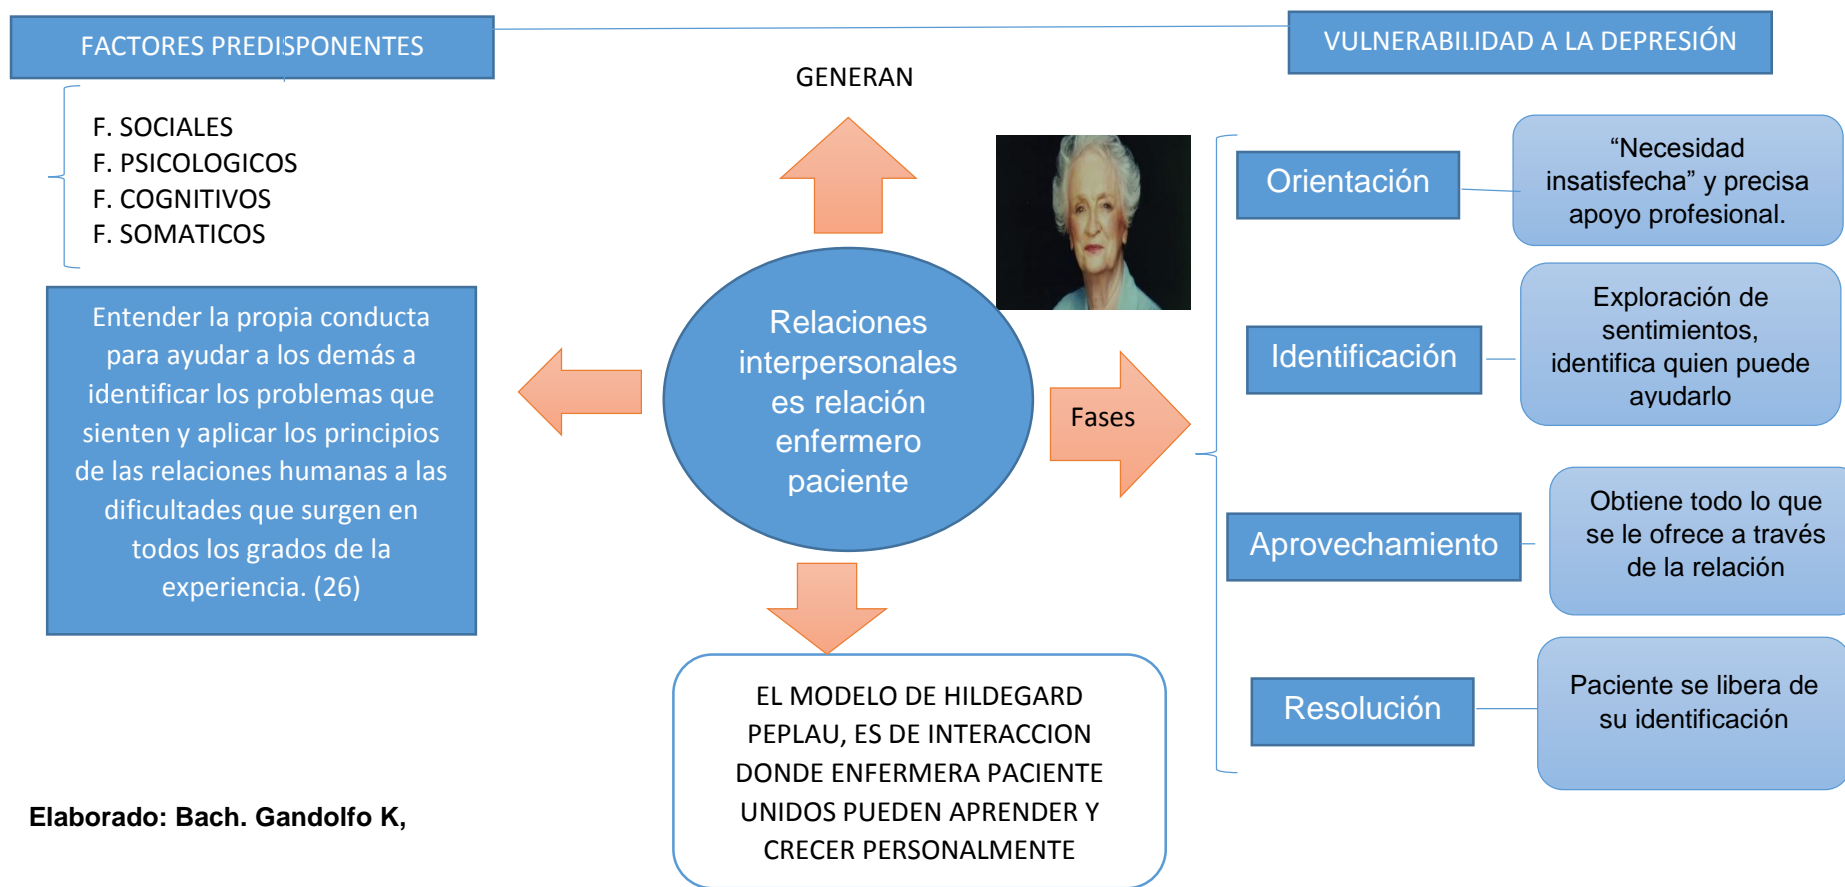 FACTORES PREDISPONENTES
VULNERABILIDAD A LA DEPRESIÓN
GENERAN
F. SOCIALES
F. PSICOLOGICOS
F. COGNITIVOS
F. SOMATICOS
Entender la propia conducta
para ayudar a los demás a
identificar los problemas que
sienten y aplicar los principios
de las relaciones humanas a las
dificultades que surgen en
todos los grados de la
experiencia. (26)
Relaciones
interpersonales
es relación
enfermero
paciente
Fases
Orientación
“Necesidad
insatisfecha” y precisa
apoyo profesional.
Identificación
Exploración de
sentimientos,
identifica quien puede
ayudarlo
Aprovechamiento
Obtiene todo lo que
se le ofrece a través
de la relación
Resolución
Paciente se libera de
su identificación
EL MODELO DE HILDEGARD
PEPLAU, ES DE INTERACCION
DONDE ENFERMERA PACIENTE
UNIDOS PUEDEN APRENDER Y
CRECER PERSONALMENTE
Elaborado: Bach. Gandolfo K,